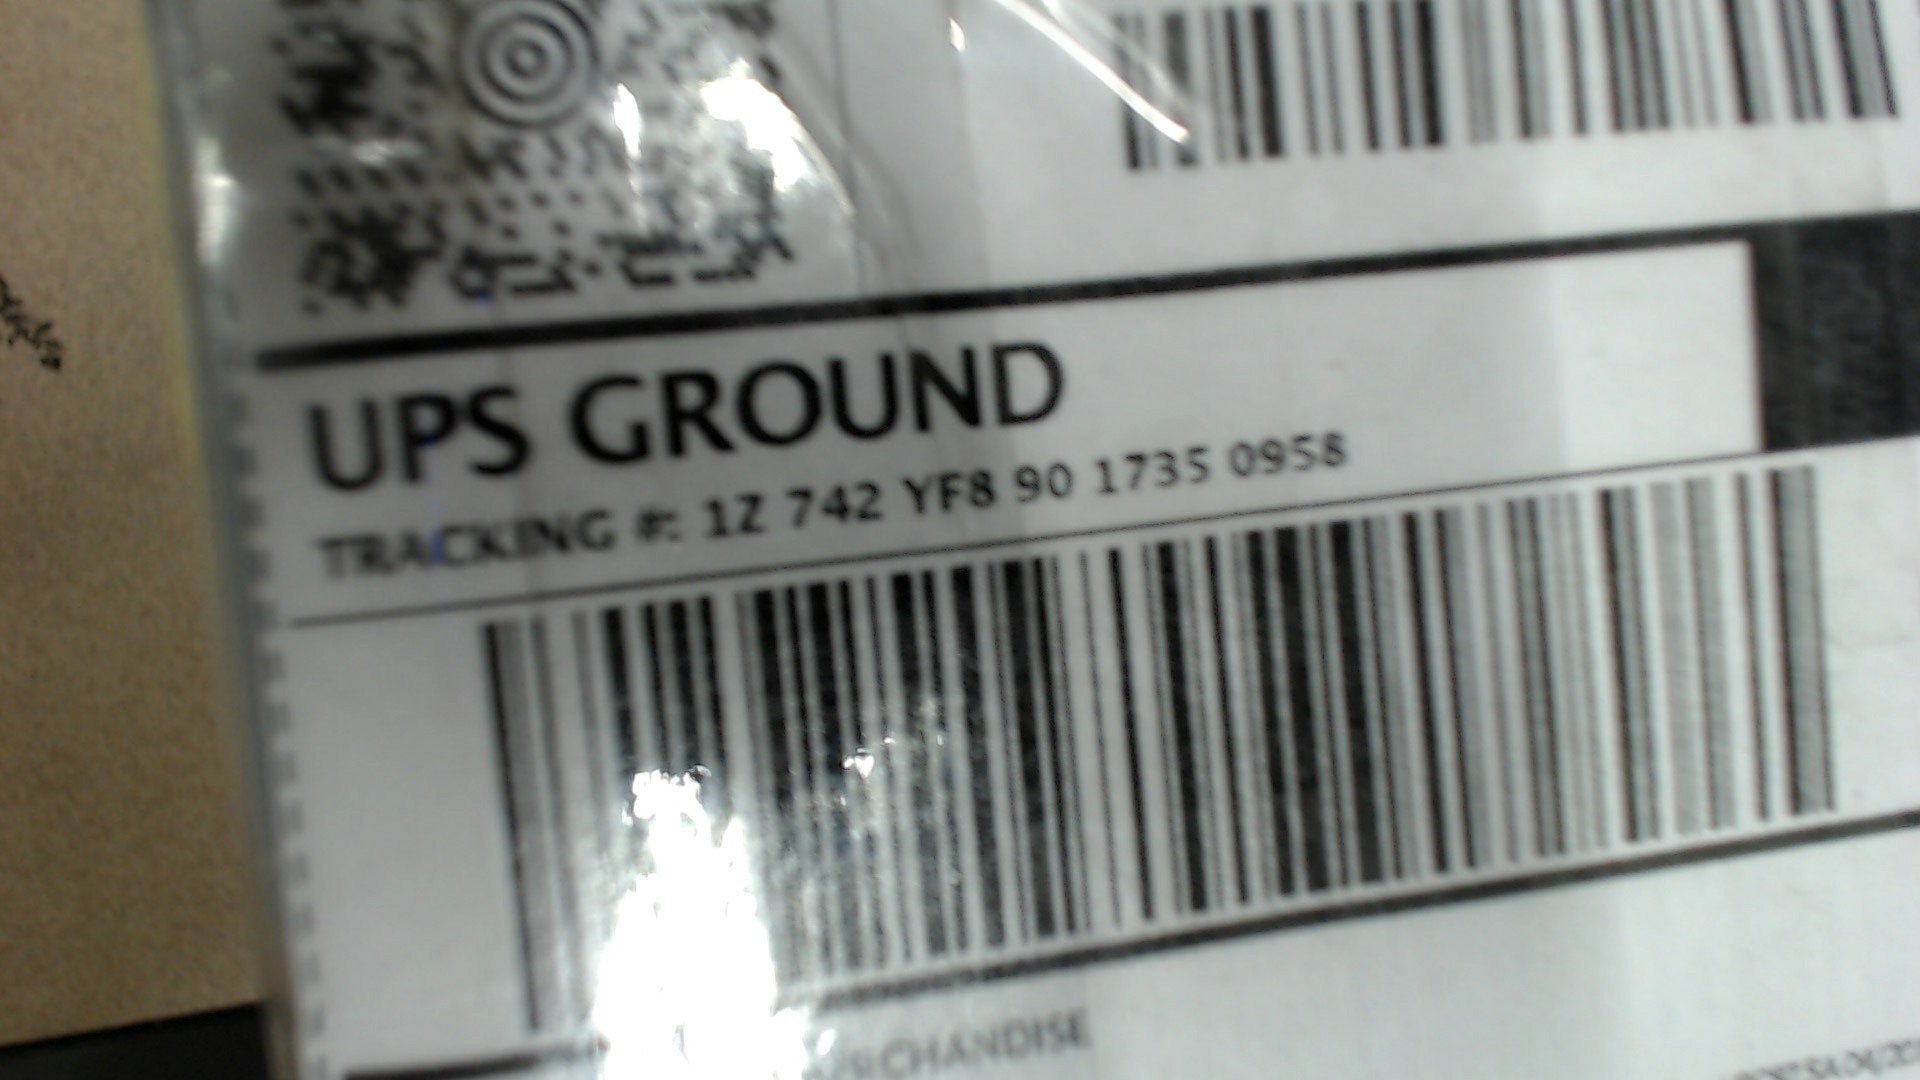 UPS GROUND
TRACKING #: 1Z 742 YF8 90 1735 0958